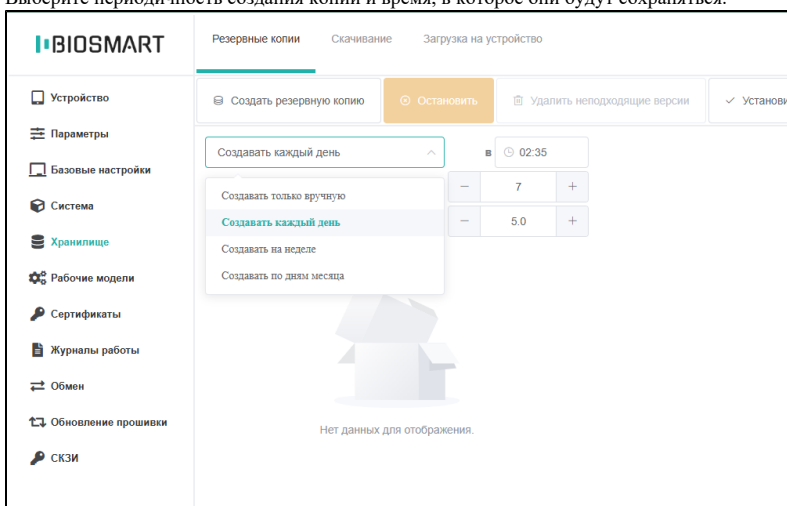 Выберите периодичность создания копий и время, в которое они будут сохраняться.
BIOSMART
Резервные копии Скачивание Загрузка на устройство
Устройство
Параметры
Базовые настройки
Система
Хранилище
Рабочие модели
Сертификаты
Журналы работы
Обмен
Обновление прошивки
СКЗИ
Создать резервную копию Остановить Удалить неподходящие версии Установи
Создавать каждый день в 02:35
− 7 +
− 5.0 +
Создавать только вручную
Создавать каждый день
Создавать на неделе
Создавать по дням месяца
Нет данных для отображения.